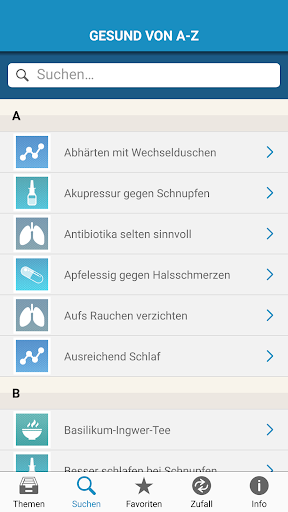 GESUND VON A-Z
Suchen...
A
Abhärten mit Wechselduschen
Akupressur gegen Schnupfen
Antibiotika selten sinnvoll
Apfelessig gegen Halsschmerzen
Aufs Rauchen verzichten
Ausreichend Schlaf
B
Basilikum-Ingwer-Tee
Besser schlafen bei Schnupfen
Themen Suchen Favoriten Zufall Info